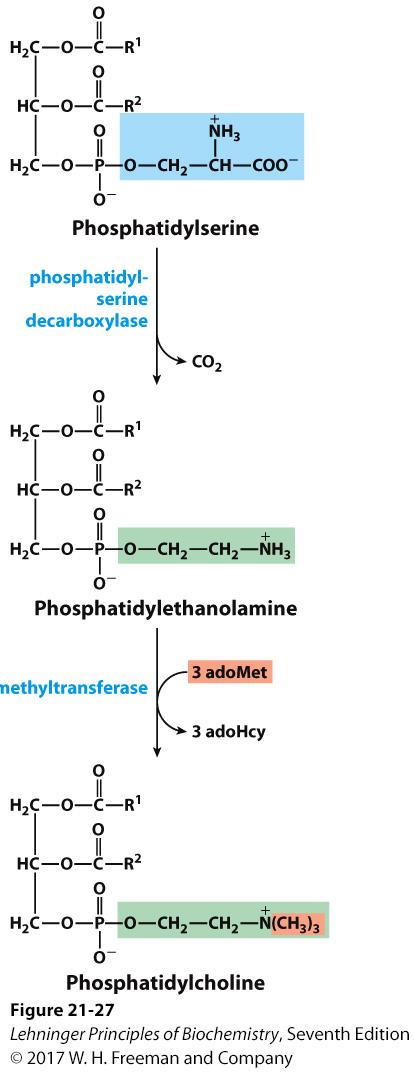 O
H₂C—O—C—R¹
O
HC—O—C—R²
O
NH₃⁺
H₂C—O—P—O—CH₂—CH—COO⁻
O⁻
Phosphatidylserine
phosphatidyl-
serine
decarboxylase
CO₂
O
H₂C—O—C—R¹
O
HC—O—C—R²
O
H₂C—O—P—O—CH₂—CH₂—N⁺H₃
O⁻
Phosphatidylethanolamine
3 adoMet
methyltransferase
3 adoHcy
O
H₂C—O—C—R¹
O
HC—O—C—R²
O
H₂C—O—P—O—CH₂—CH₂—N⁺(CH₃)₃
O⁻
Phosphatidylcholine
Figure 21-27
Lehninger Principles of Biochemistry, Seventh Edition
© 2017 W. H. Freeman and Company